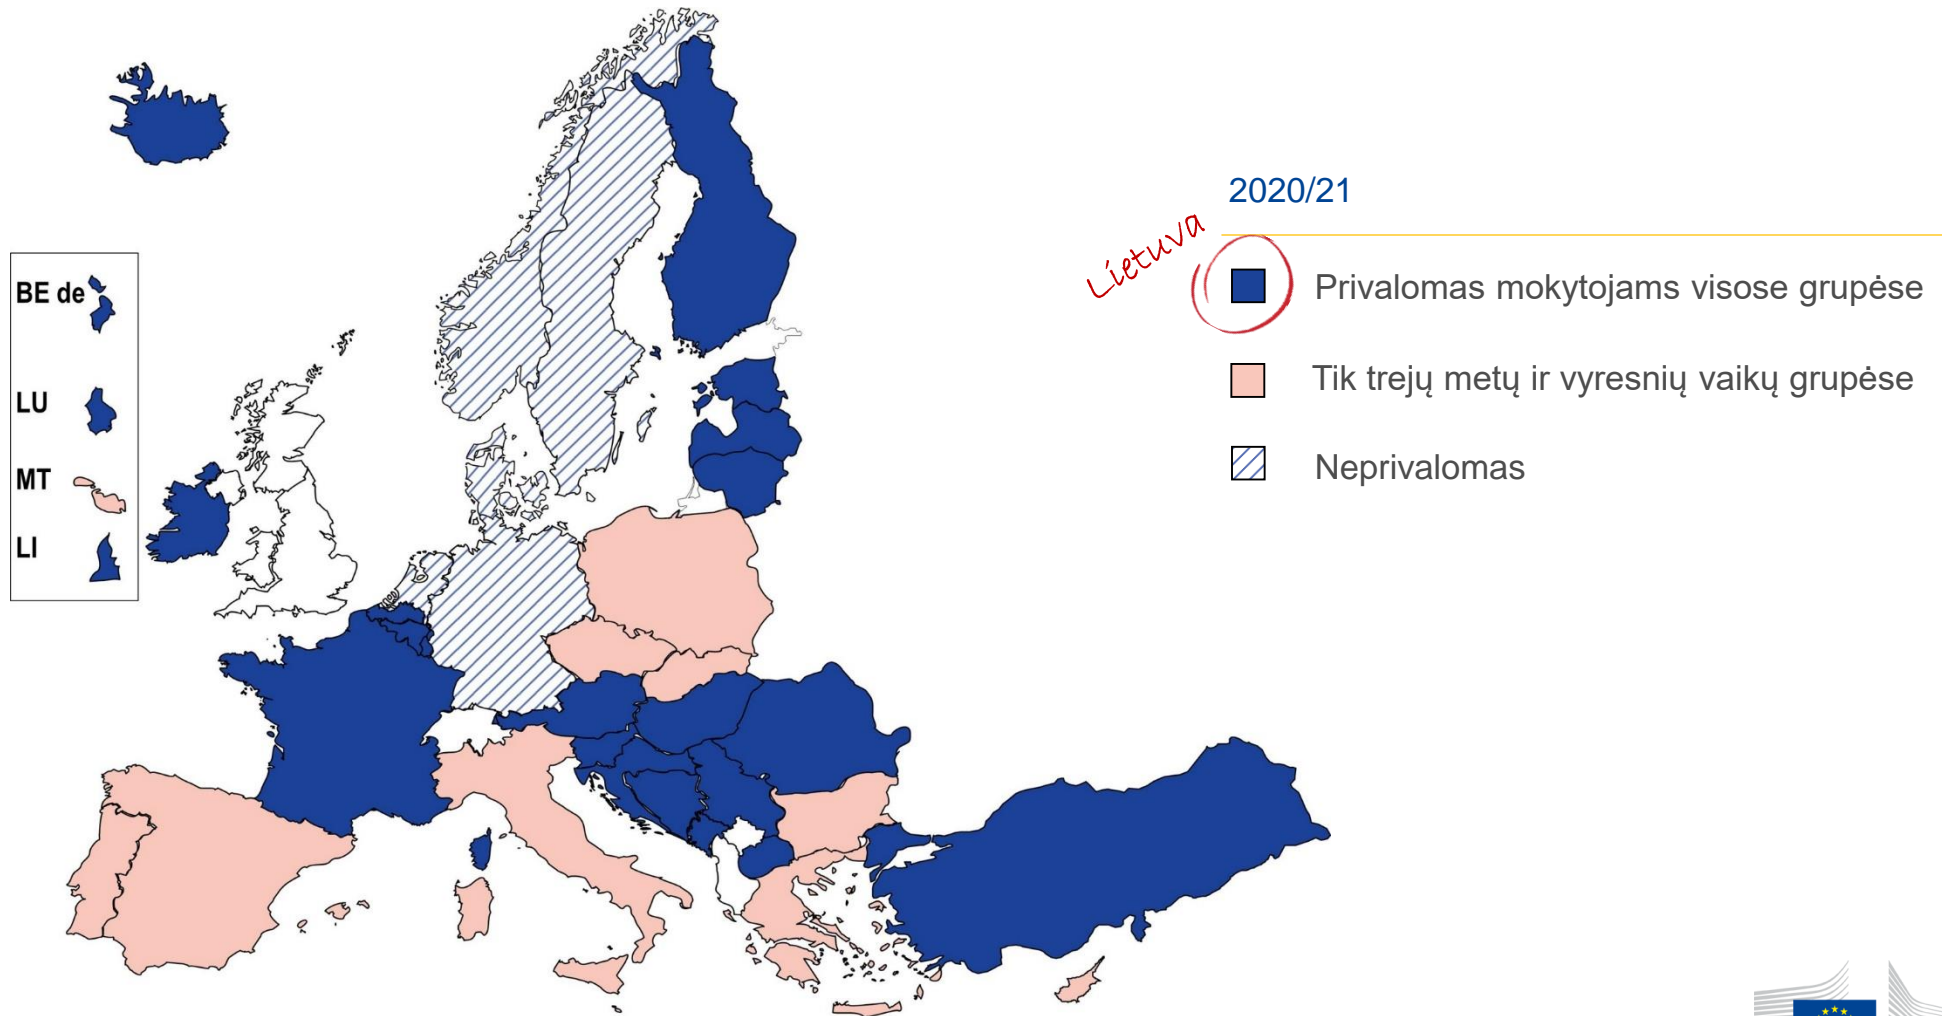 BE de
LU
MT
LI
2020/21
Lietuva
Privalomas mokytojams visose grupėse
Tik trejų metų ir vyresnių vaikų grupėse
Neprivalomas